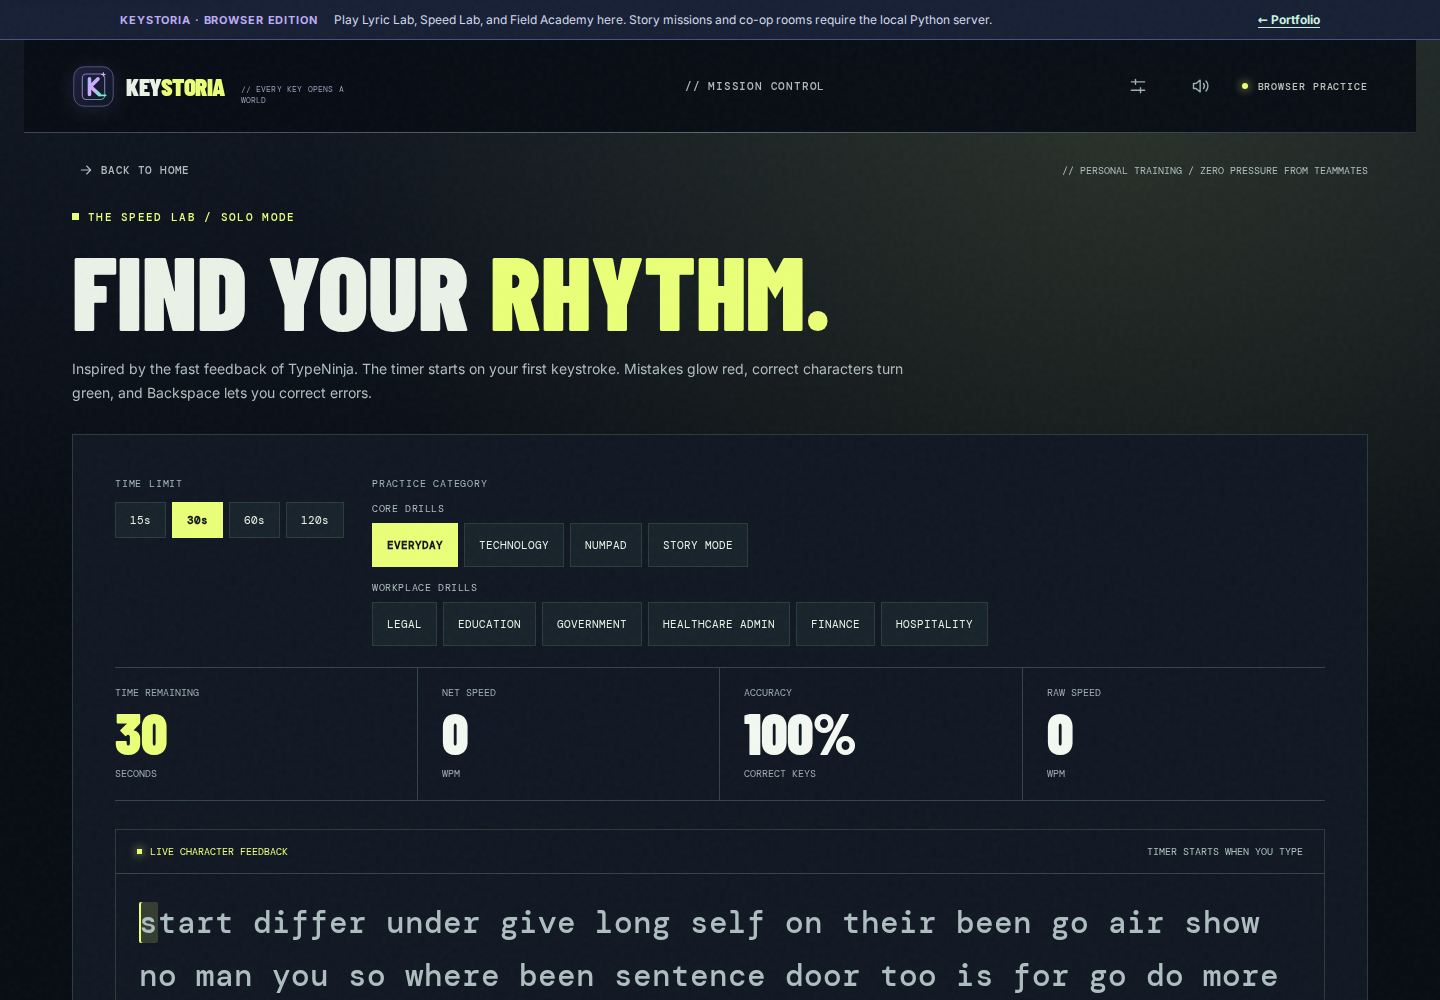 KEYSTORIA · BROWSER EDITION Play Lyric Lab, Speed Lab, and Field Academy here. Story missions and co-op rooms require the local Python server. ← Portfolio
KEYSTORIA // EVERY KEY OPENS A
WORLD
// MISSION CONTROL
BROWSER PRACTICE
→ BACK TO HOME
// PERSONAL TRAINING / ZERO PRESSURE FROM TEAMMATES
THE SPEED LAB / SOLO MODE
FIND YOUR RHYTHM.
Inspired by the fast feedback of TypeNinja. The timer starts on your first keystroke. Mistakes glow red, correct characters turn
green, and Backspace lets you correct errors.
TIME LIMIT
15s 30s 60s 120s
PRACTICE CATEGORY
CORE DRILLS
EVERYDAY TECHNOLOGY NUMPAD STORY MODE
WORKPLACE DRILLS
LEGAL EDUCATION GOVERNMENT HEALTHCARE ADMIN FINANCE HOSPITALITY
TIME REMAINING
30
SECONDS
NET SPEED
0
WPM
ACCURACY
100%
CORRECT KEYS
RAW SPEED
0
WPM
LIVE CHARACTER FEEDBACK
TIMER STARTS WHEN YOU TYPE
start differ under give long self on their been go air show
no man you so where been sentence door too is for go do more